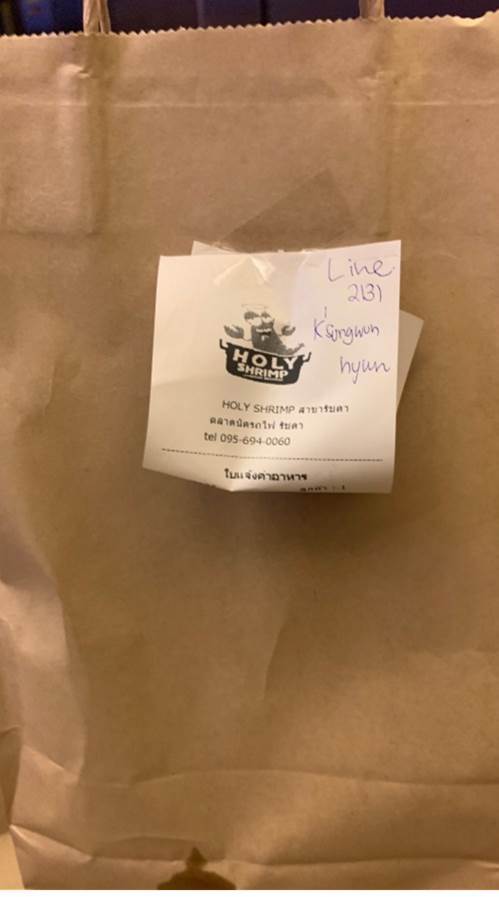 Line
2131
K'sungwun
hyun
HOLY
SHRIMP
HOLY SHRIMP สาขารัชดา
ตลาดนัดรถไฟ รัชดา
tel 095-694-0060
ใบแจ้งค่าอาหาร